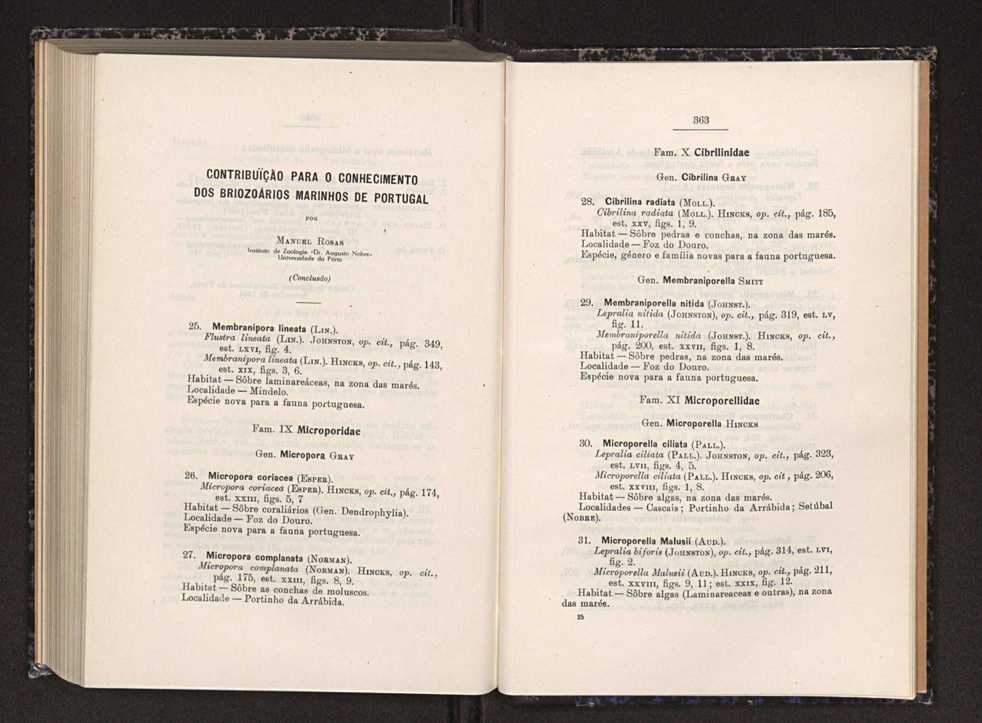 CONTRIBUÏÇÃO PARA O CONHECIMENTO
DOS BRIOZOÁRIOS MARINHOS DE PORTUGAL
POR
MANUEL ROSAS
Instituto de Zoologia «Dr. Augusto Nobre»
Universidade do Porto
(Conclusão)
25. Membranipora lineata (LIN.).
Flustra lineata (LIN.). JOHNSTON, op. cit., pág. 349,
est. LXVI, fig. 4.
Membranipora lineata (LIN.). HINCKS, op. cit., pág. 143,
est. XIX, figs. 3, 6.
Habitat — Sôbre laminareáceas, na zona das marés.
Localidade — Mindelo.
Espécie nova para a fauna portuguesa.
Fam. IX Microporidae
Gen. Micropora GRAY
26. Micropora coriacea (ESPER).
Micropora coriacea (ESPER). HINCKS, op. cit., pág. 174,
est. XXIII, figs. 5, 7
Habitat — Sôbre coraliários (Gen. Dendrophylia).
Localidade — Foz do Douro.
Espécie nova para a fauna portuguesa.
27. Micropora complanata (NORMAN).
Micropora complanata (NORMAN). HINCKS, op. cit.,
pág. 175, est. XXIII, figs. 8, 9.
Habitat — Sôbre as conchas de moluscos.
Localidade — Portinho da Arrábida.
363
Fam. X Cibrilinidae
Gen. Cibrilina GRAY
28. Cibrilina radiata (MOLL.).
Cibrilina radiata (MOLL.). HINCKS, op. cit., pág. 185,
est. XXV, figs. 1, 9.
Habitat — Sôbre pedras e conchas, na zona das marés.
Localidade — Foz do Douro.
Espécie, género e família novas para a fauna portuguesa.
Gen. Membraniporella SMITT
29. Membraniporella nitida (JOHNST.).
Lepralia nitida (JOHNSTON), op. cit., pág. 319, est. LV,
fig. 11.
Membraniporella nitida (JOHNST.). HINCKS, op. cit.,
pág. 200, est. XXVII, figs. 1, 8.
Habitat — Sôbre pedras, na zona das marés.
Localidade — Foz do Douro.
Espécie nova para a fauna portuguesa.
Fam. XI Microporellidae
Gen. Microporella HINCKS
30. Microporella ciliata (PALL.).
Lepralia ciliata (PALL.). JOHNSTON, op. cit., pág. 323,
est. LVII, figs. 4, 5.
Microporella ciliata (PALL.). HINCKS, op. cit, pág. 206,
est. XXVIII, figs. 1, 8.
Habitat — Sôbre algas, na zona das marés.
Localidades — Cascais; Portinho da Arrábida; Setúbal
(NOBRE).
31. Microporella Malusii (AUD.).
Lepralia biforis (JOHNSTON), op. cit., pág. 314, est. LVI,
fig. 2.
Microporella Malusii (AUD.). HINCKS, op. cit., pág. 211,
est. XXVIII, figs. 9, 11; est. XXIX, fig. 12.
Habitat — Sôbre algas (Laminareaceas e outras), na zona
das marés.
25